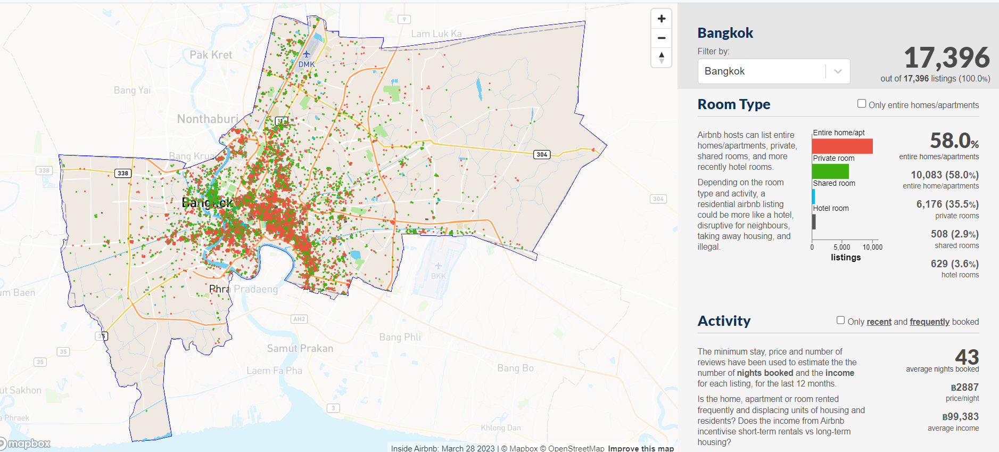 9
Lam Luk Ka
Pak Kret
DMK
Bang Yai
Nonthaburi
1
Bang Kruai
304
338
338
304
Bangkok
BKK
Phra Pradaeng
AH2
um Baen
35
Bang Phli
35
Samut Prakan
35
Laem Fa Pha
Bang Bo
ut Sakhon
3
a Phraek
Khlong Dan
mapbox
Inside Airbnb: March 28 2023 | © Mapbox © OpenStreetMap Improve this map
Bangkok
Filter by:
Bangkok
17,396
out of 17,396 listings (100.0%)
Room Type
Only entire homes/apartments
Airbnb hosts can list entire
homes/apartments, private,
shared rooms, and more
recently hotel rooms.
Depending on the room
type and activity, a
residential airbnb listing
could be more like a hotel,
disruptive for neighbours,
taking away housing, and
illegal.
Entire home/apt
Private room
Shared room
Hotel room
0 5,000 10,000
listings
58.0%
entire homes/apartments
10,083 (58.0%)
entire home/apartments
6,176 (35.5%)
private rooms
508 (2.9%)
shared rooms
629 (3.6%)
hotel rooms
Activity
Only recent and frequently booked
The minimum stay, price and number of
reviews have been used to estimate the the
number of nights booked and the income
for each listing, for the last 12 months.
Is the home, apartment or room rented
frequently and displacing units of housing and
residents? Does the income from Airbnb
incentivise short-term rentals vs long-term
housing?
43
average nights booked
฿2887
price/night
฿99,383
average income